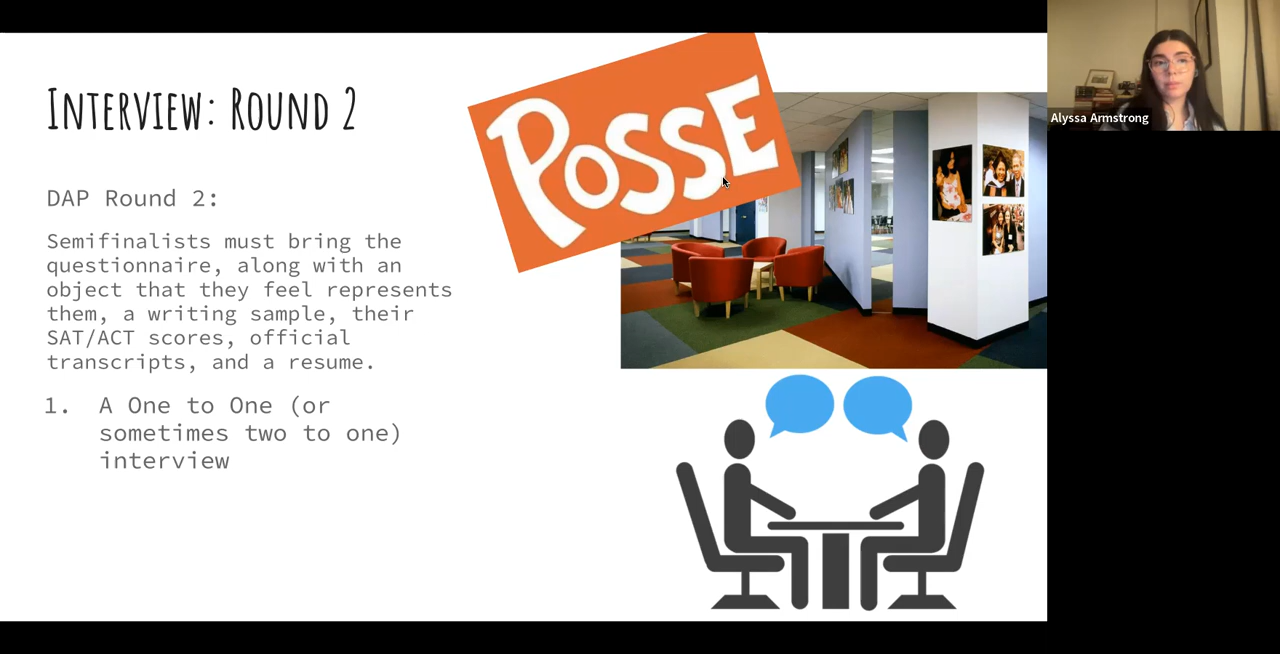 Interview: Round 2
POSSE
Alyssa Armstrong
DAP Round 2:
Semifinalists must bring the
questionnaire, along with an
object that they feel represents
them, a writing sample, their
SAT/ACT scores, official
transcripts, and a resume.
1. A One to One (or
sometimes two to one)
interview